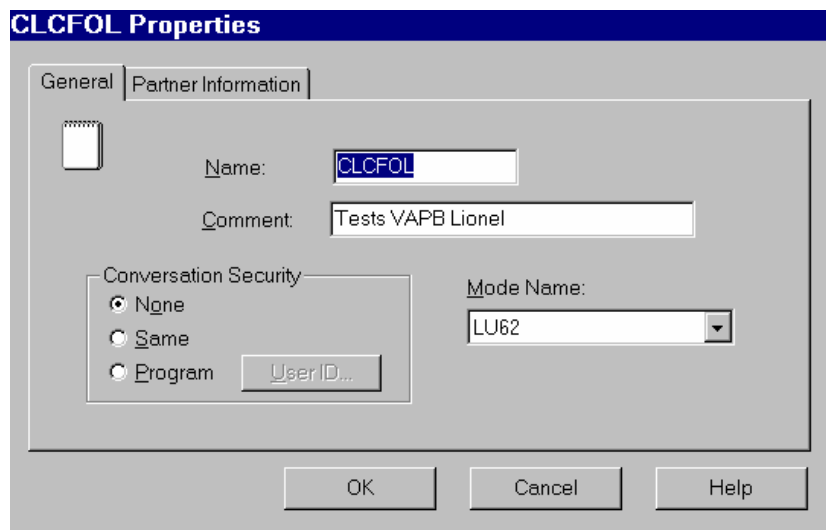 CLCFOL Properties
General Partner Information
Name: CLCFOL
Comment: Tests VAPB Lionel
Conversation Security
None
Same
Program User ID...
Mode Name:
LU62
OK Cancel Help